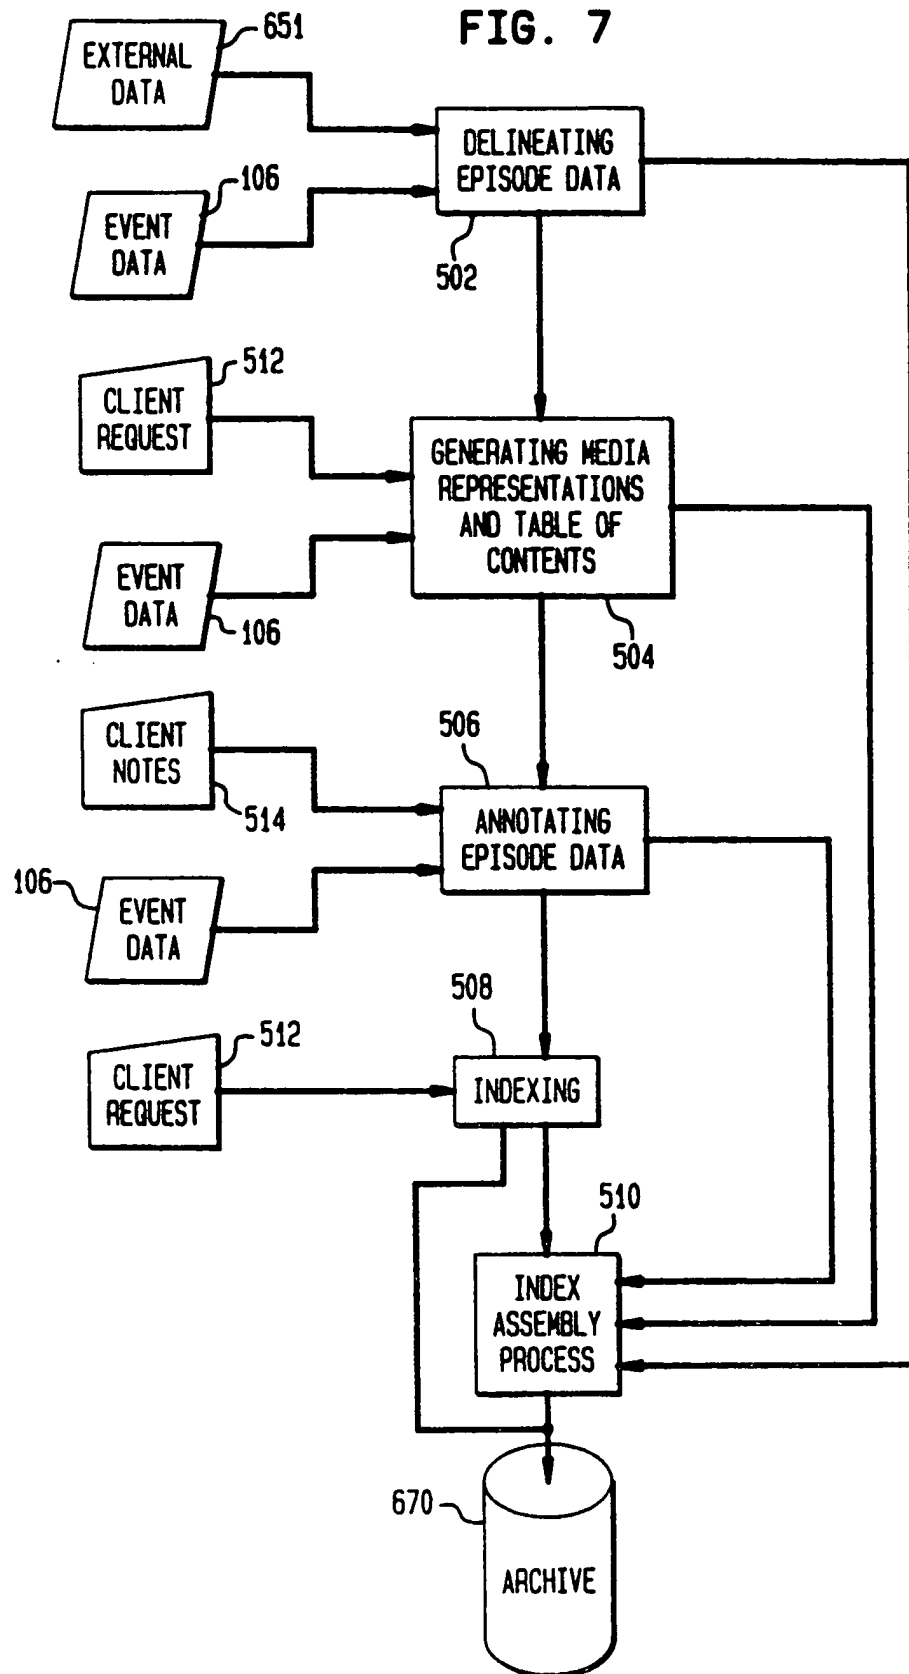 FIG. 7
651
EXTERNAL
DATA
DELINEATING
EPISODE DATA
106
EVENT
DATA
502
512
CLIENT
REQUEST
GENERATING MEDIA
REPRESENTATIONS
AND TABLE OF
CONTENTS
EVENT
DATA
106
504
CLIENT
NOTES
514
506
ANNOTATING
EPISODE DATA
106
EVENT
DATA
508
512
CLIENT
REQUEST
INDEXING
510
INDEX
ASSEMBLY
PROCESS
670
ARCHIVE